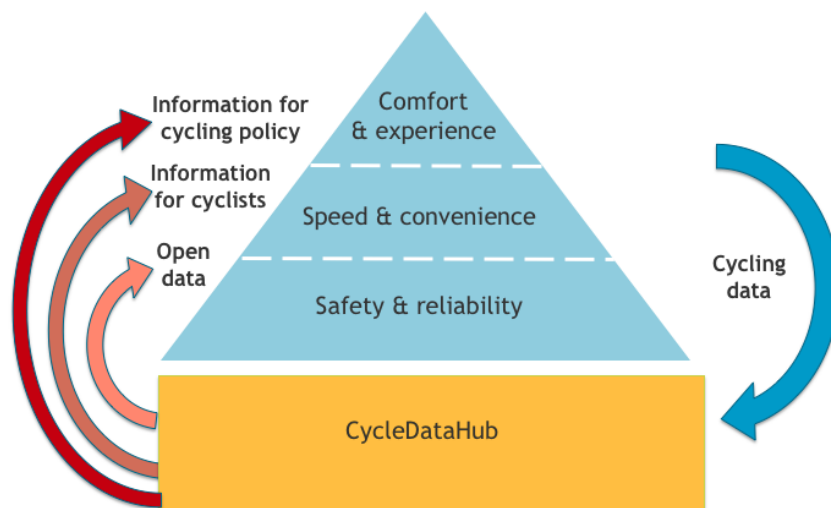 Information for
cycling policy
Comfort
& experience
Information
for cyclists
Speed & convenience
Open
data
Cycling
data
Safety & reliability
CycleDataHub